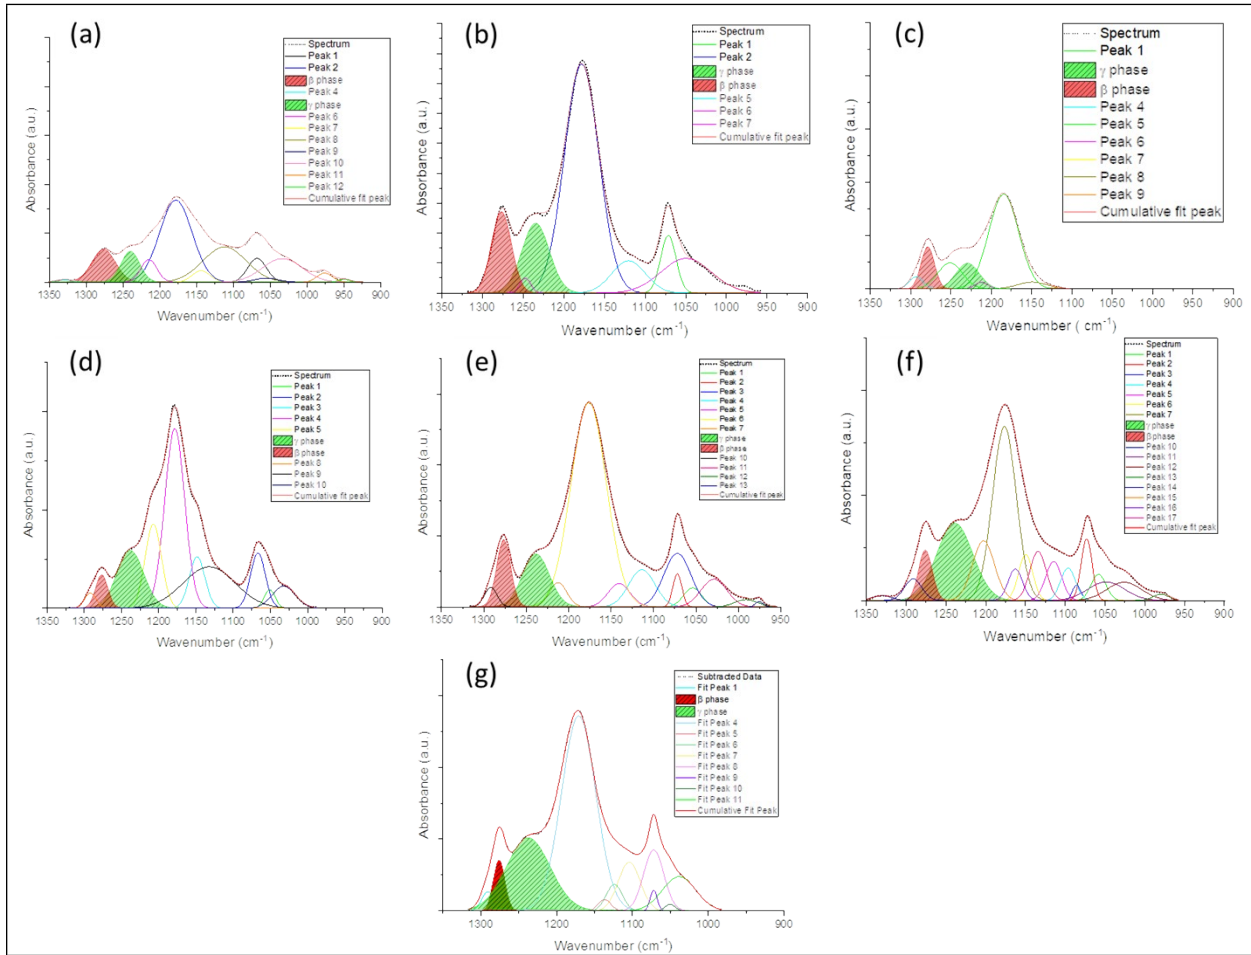 (a)
Spectrum
Peak 1
Peak 2
β phase
Peak 4
γ phase
Peak 6
Peak 7
Peak 8
Peak 9
Peak 10
Peak 11
Peak 12
Cumulative fit peak
Absorbance (a.u.)
1350 1300 1250 1200 1150 1100 1050 1000 950 900
Wavenumber (cm⁻¹)
(b)
Spectrum
Peak 1
Peak 2
γ phase
β phase
Peak 5
Peak 6
Peak 7
Cumulative fit peak
Absorbance (a.u.)
1350 1300 1250 1200 1150 1100 1050 1000 950 900
Wavenumber (cm⁻¹)
(c)
Spectrum
Peak 1
γ phase
β phase
Peak 4
Peak 5
Peak 6
Peak 7
Peak 8
Peak 9
Cumulative fit peak
Absorbance (a.u.)
1350 1300 1250 1200 1150 1100 1050 1000 950 900
Wavenumber ( cm⁻¹)
(d)
Spectrum
Peak 1
Peak 2
Peak 3
Peak 4
Peak 5
γ phase
β phase
Peak 8
Peak 9
Peak 10
Cumulative fit peak
Absorbance (a.u.)
1350 1300 1250 1200 1150 1100 1050 1000 950 900
Wavenumber (cm⁻¹)
(e)
Spectrum
Peak 1
Peak 2
Peak 3
Peak 4
Peak 5
Peak 6
Peak 7
γ phase
β phase
Peak 10
Peak 11
Peak 12
Peak 13
Cumulative fit peak
Absorbance (a.u.)
1350 1300 1250 1200 1150 1100 1050 1000 950 900
Wavenumber (cm⁻¹)
(f)
Spectrum
Peak 1
Peak 2
Peak 3
Peak 4
Peak 5
Peak 6
Peak 7
γ phase
β phase
Peak 10
Peak 11
Peak 12
Peak 13
Peak 14
Peak 15
Peak 16
Peak 17
Cumulative fit peak
Absorbance (a.u.)
1350 1300 1250 1200 1150 1100 1050 1000 950 900
Wavenumber (cm⁻¹)
(g)
Subtracted Data
Fit Peak 1
β phase
γ phase
Fit Peak 4
Fit Peak 5
Fit Peak 6
Fit Peak 7
Fit Peak 8
Fit Peak 9
Fit Peak 10
Fit Peak 11
Cumulative Fit Peak
Absorbance (a.u.)
1300 1200 1100 1000 900
Wavenumber (cm⁻¹)